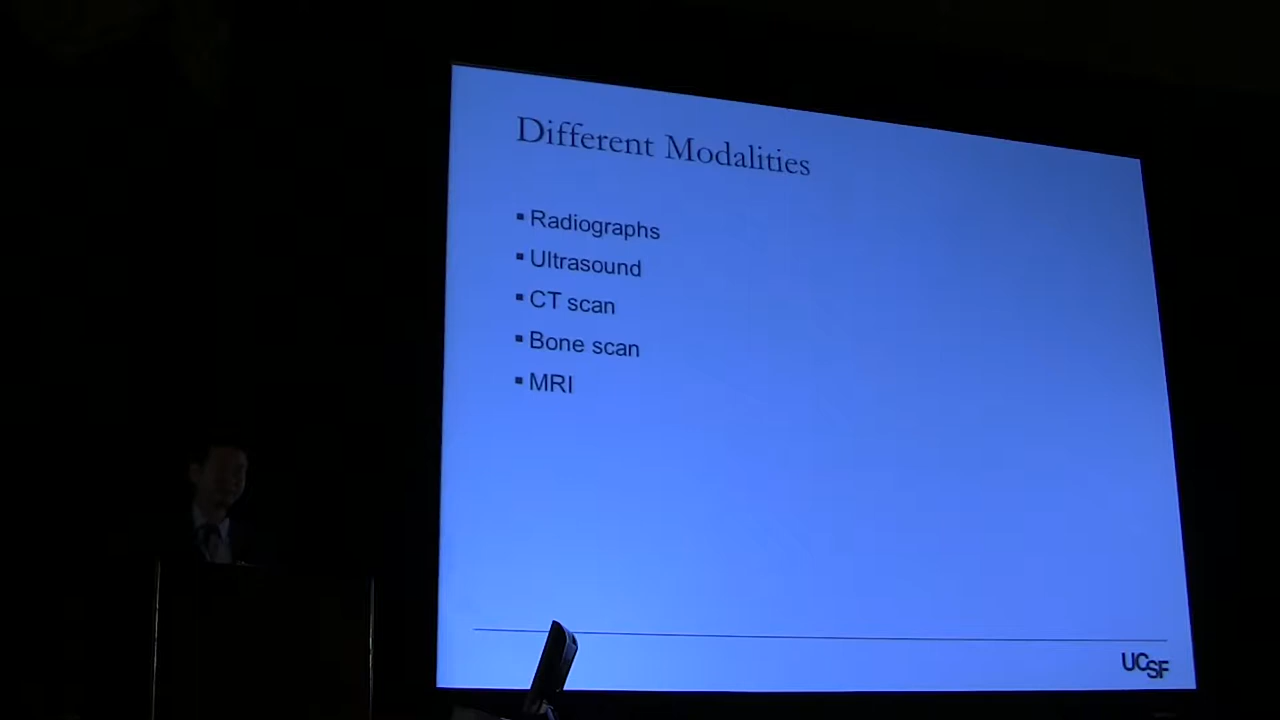 Different Modalities
▪ Radiographs
▪ Ultrasound
▪ CT scan
▪ Bone scan
▪ MRI
UCSF